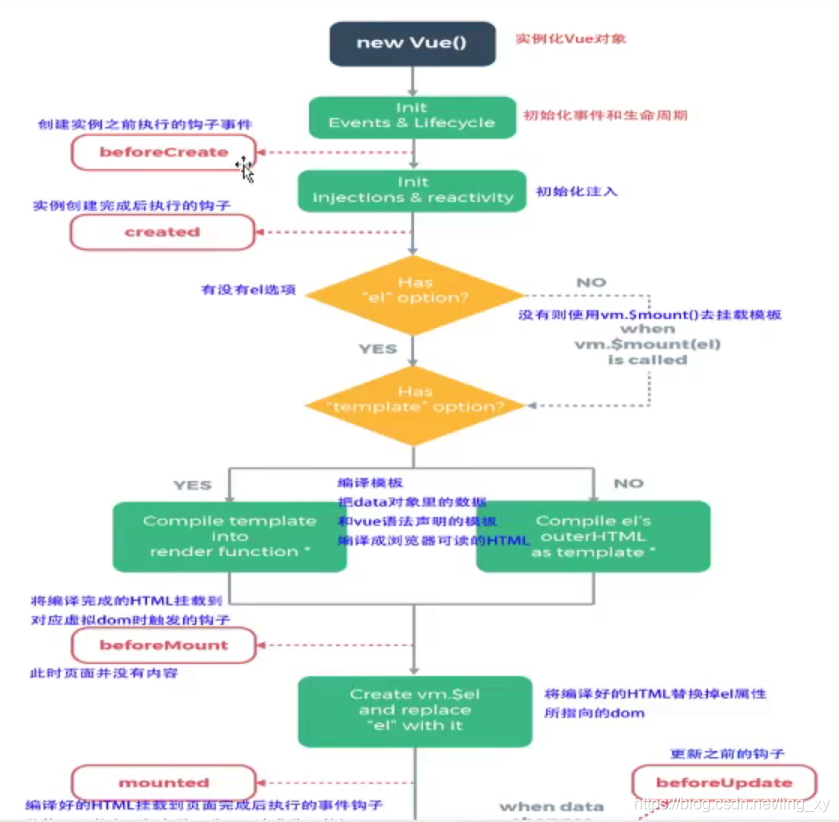 new Vue()
实例化Vue对象
Init
Events & Lifecycle
初始化事件和生命周期
创建实例之前执行的钩子事件
beforeCreate
Init
injections & reactivity
初始化注入
实例创建完成后执行的钩子
created
有没有el选项
Has
"el" option?
NO
没有则使用vm.$mount()去挂载模板
when
vm.$mount(el)
is called
YES
Has
"template" option?
YES
NO
编译模板
把data对象里的数据
和vue语法声明的模板
编译成浏览器可读的HTML
Compile template
into
render function *
Compile el's
outerHTML
as template *
将编译完成的HTML挂载到
对应虚拟dom时触发的钩子
beforeMount
此时页面并没有内容
Create vm.$el
and replace
"el" with it
将编译好的HTML替换掉el属性
所指向的dom
更新之前的钩子
mounted
beforeUpdate
编译好的HTML挂载到页面完成后执行的事件钩子
when data
https://blog.csdn.net/ling_xy